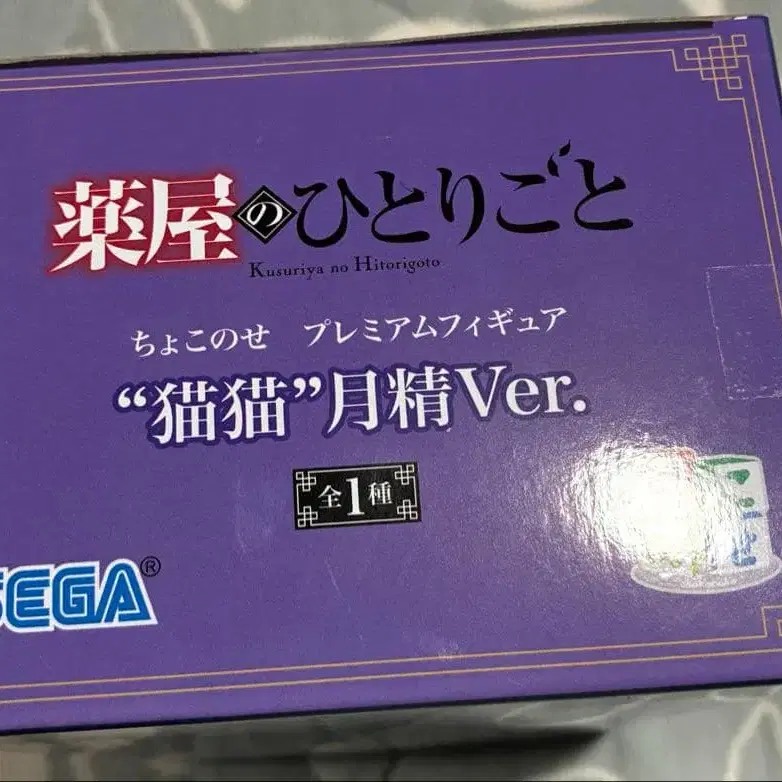 薬屋のひとりごと
Kusuriya no Hitorigoto
ちょこのせ プレミアムフィギュア
“猫猫”月精Ver.
全1種
SEGA®